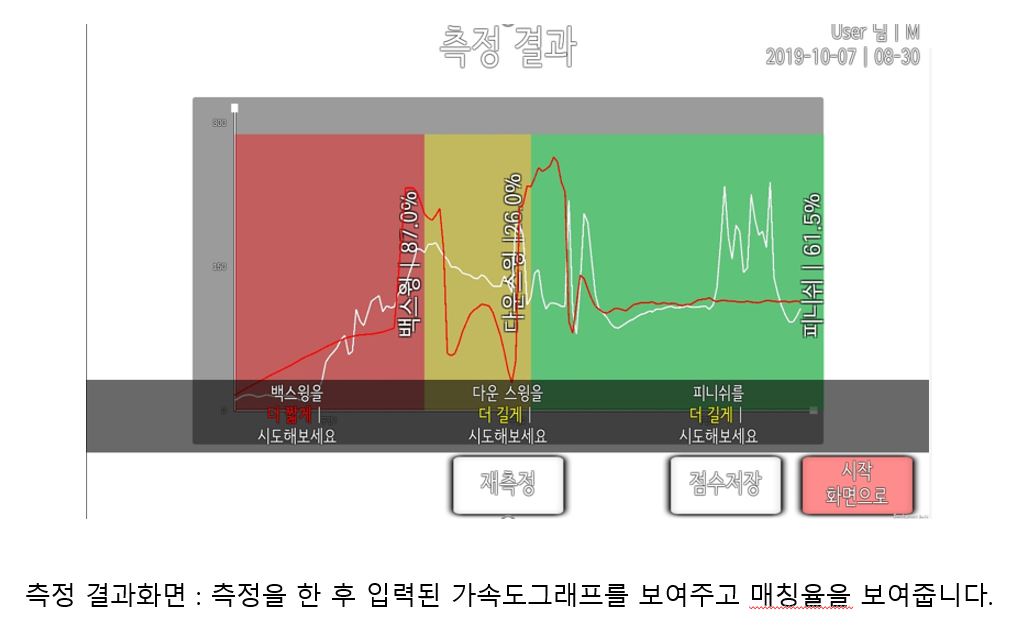 측정 결과
User 님 | M
2019-10-07 | 08-30
300
150
0
백스윙 | 87.0%
다운스윙 | 26.0%
피니쉬 | 61.5%
백스윙을
더 짧게 |
시도해보세요
다운 스윙을
더 길게 |
시도해보세요
피니쉬를
더 길게 |
시도해보세요
재측정
점수저장
시작
화면으로
측정 결과화면 : 측정을 한 후 입력된 가속도그래프를 보여주고 매칭율을 보여줍니다.